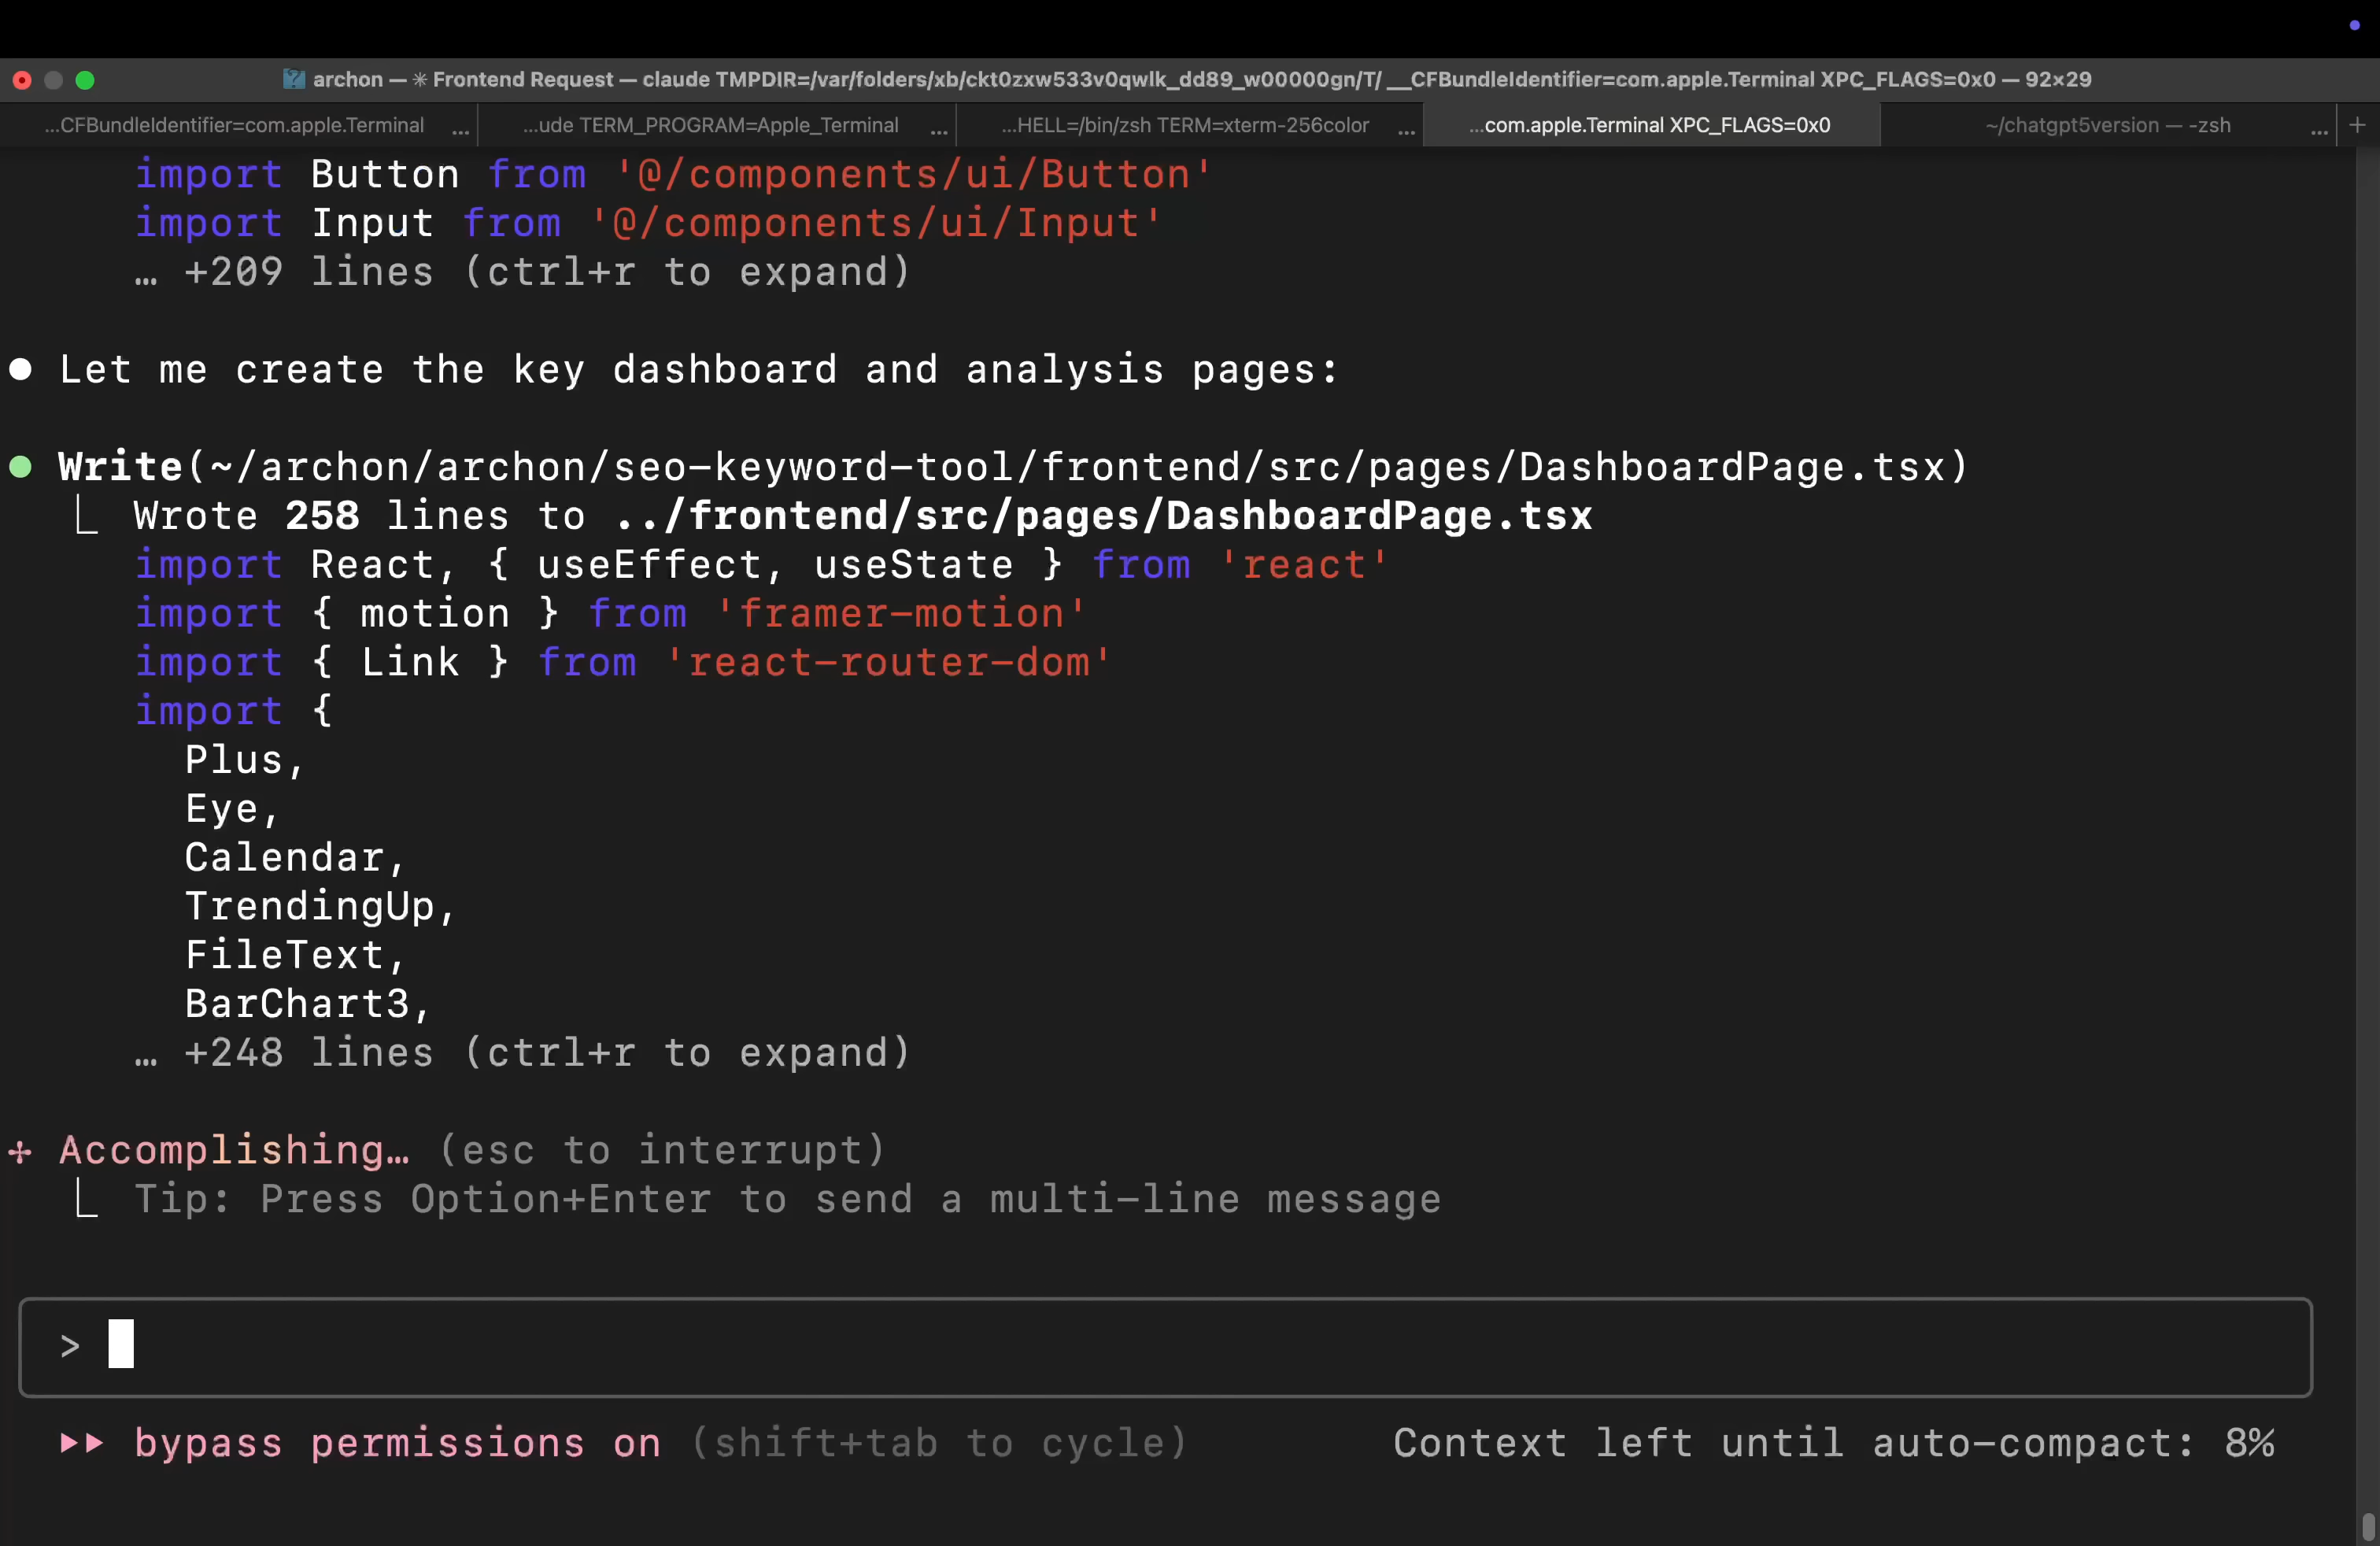 archon — ✳ Frontend Request — claude TMPDIR=/var/folders/xb/ckt0zxw533v0qwlk_dd89_w00000gn/T/ __CFBundleIdentifier=com.apple.Terminal XPC_FLAGS=0x0 — 92×29
...CFBundleIdentifier=com.apple.Terminal ... ...ude TERM_PROGRAM=Apple_Terminal ... ...HELL=/bin/zsh TERM=xterm-256color ... ...com.apple.Terminal XPC_FLAGS=0x0 ~/chatgpt5version — -zsh ... +
import Button from '@/components/ui/Button'
import Input from '@/components/ui/Input'
… +209 lines (ctrl+r to expand)
● Let me create the key dashboard and analysis pages:
● Write(~/archon/archon/seo-keyword-tool/frontend/src/pages/DashboardPage.tsx)
⎿ Wrote 258 lines to ../frontend/src/pages/DashboardPage.tsx
import React, { useEffect, useState } from 'react'
import { motion } from 'framer-motion'
import { Link } from 'react-router-dom'
import {
Plus,
Eye,
Calendar,
TrendingUp,
FileText,
BarChart3,
… +248 lines (ctrl+r to expand)
✢ Accomplishing… (esc to interrupt)
⎿ Tip: Press Option+Enter to send a multi-line message
>
▶▶ bypass permissions on (shift+tab to cycle) Context left until auto-compact: 8%